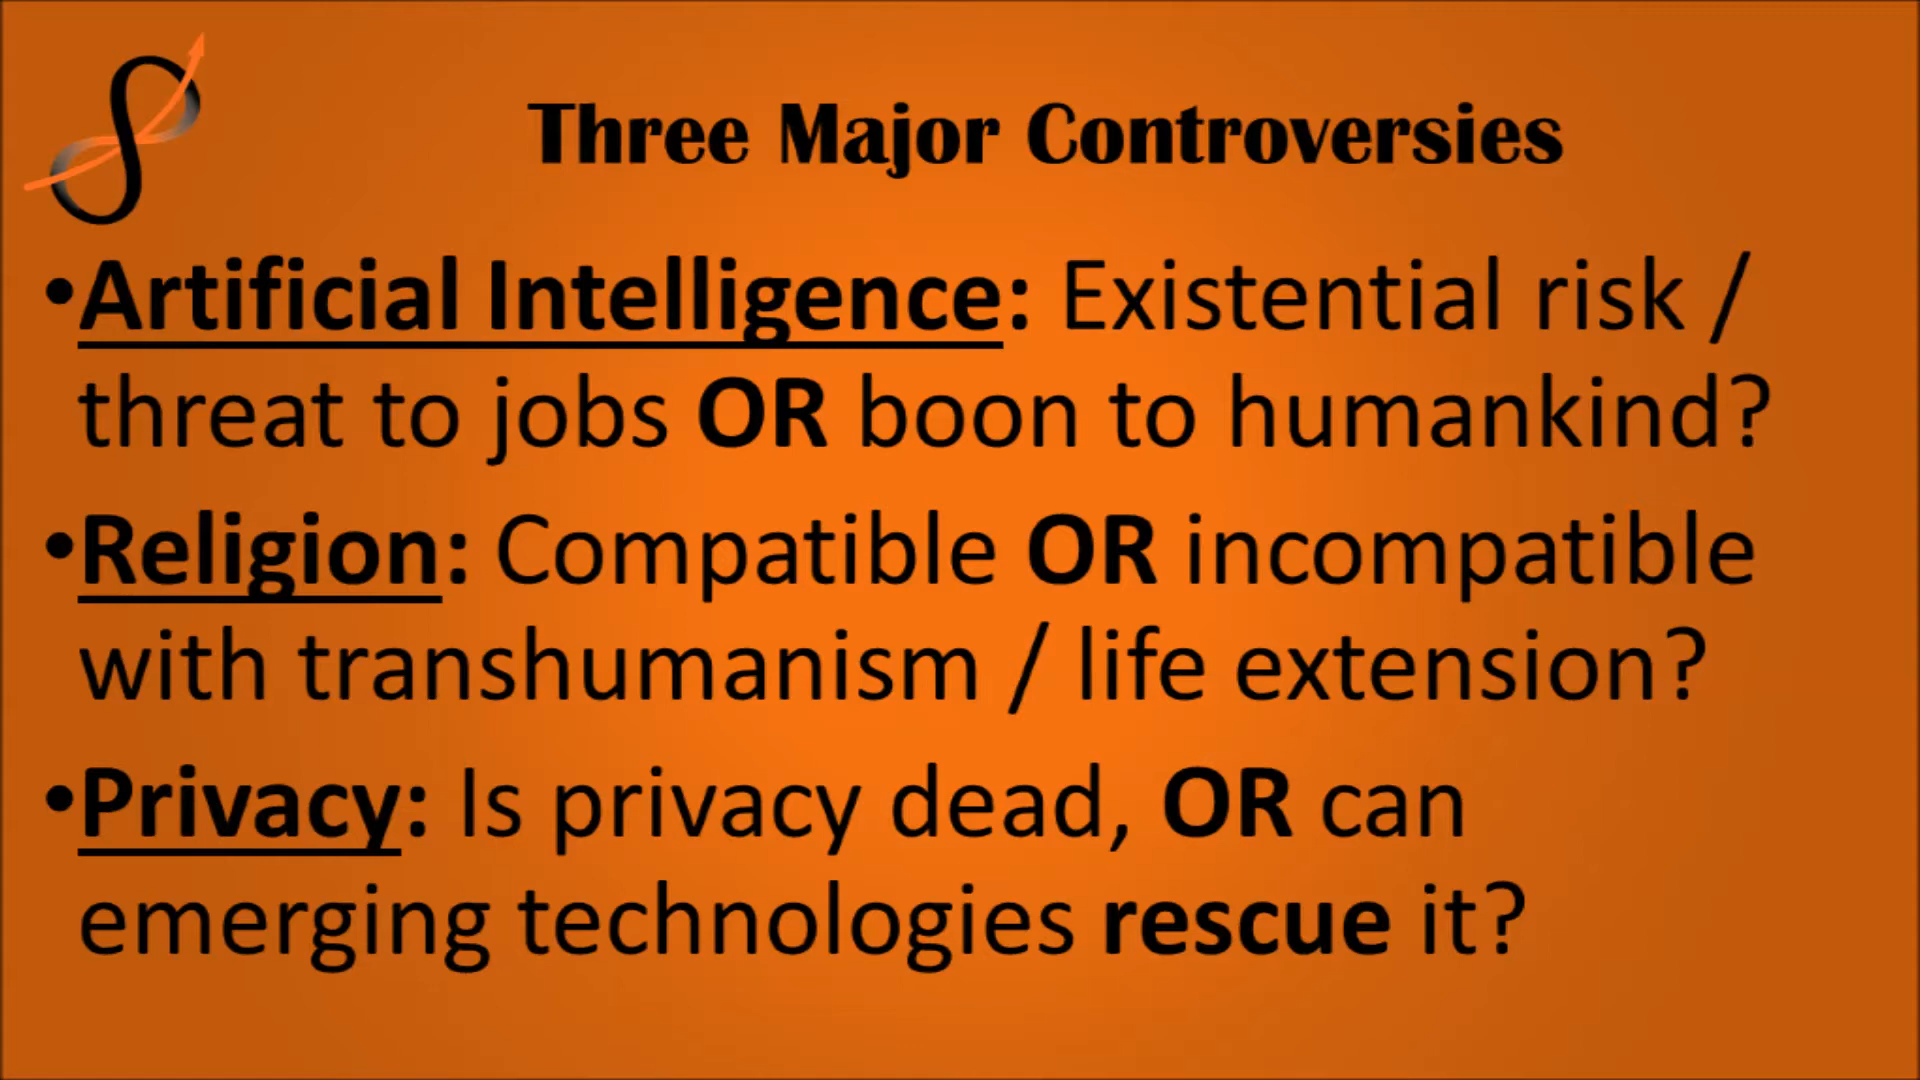 Three Major Controversies
•Artificial Intelligence: Existential risk /
threat to jobs OR boon to humankind?
•Religion: Compatible OR incompatible
with transhumanism / life extension?
•Privacy: Is privacy dead, OR can
emerging technologies rescue it?